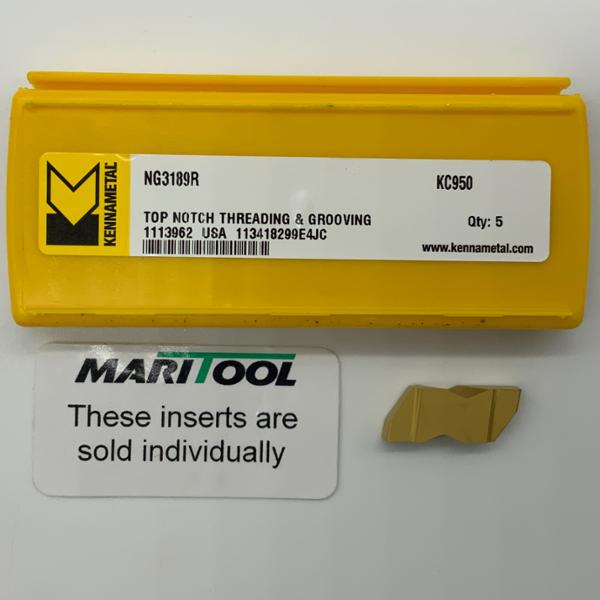 KENNAMETAL
NG3189R KC950
TOP NOTCH THREADING & GROOVING
1113962 USA 113418299E4JC
Qty: 5
www.kennametal.com
MARITOOL
These inserts are
sold individually